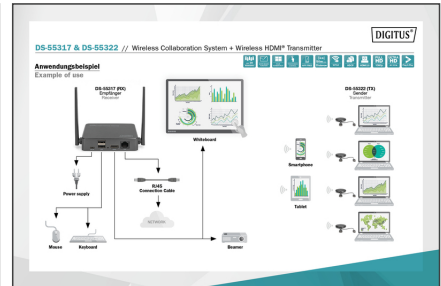 DIGITUS®
DS-55317 & DS-55322 // Wireless Collaboration System + Wireless HDMI® Transmitter
Anwendungsbeispiel
Example of use
DS-55317 (RX)
Empfänger
Receiver
DS-55322 (TX)
Sender
Transmitter
Whiteboard
Smartphone
Tablet
Power supply
RJ45
Connection Cable
NETWORK
Mouse
Keyboard
Beamer